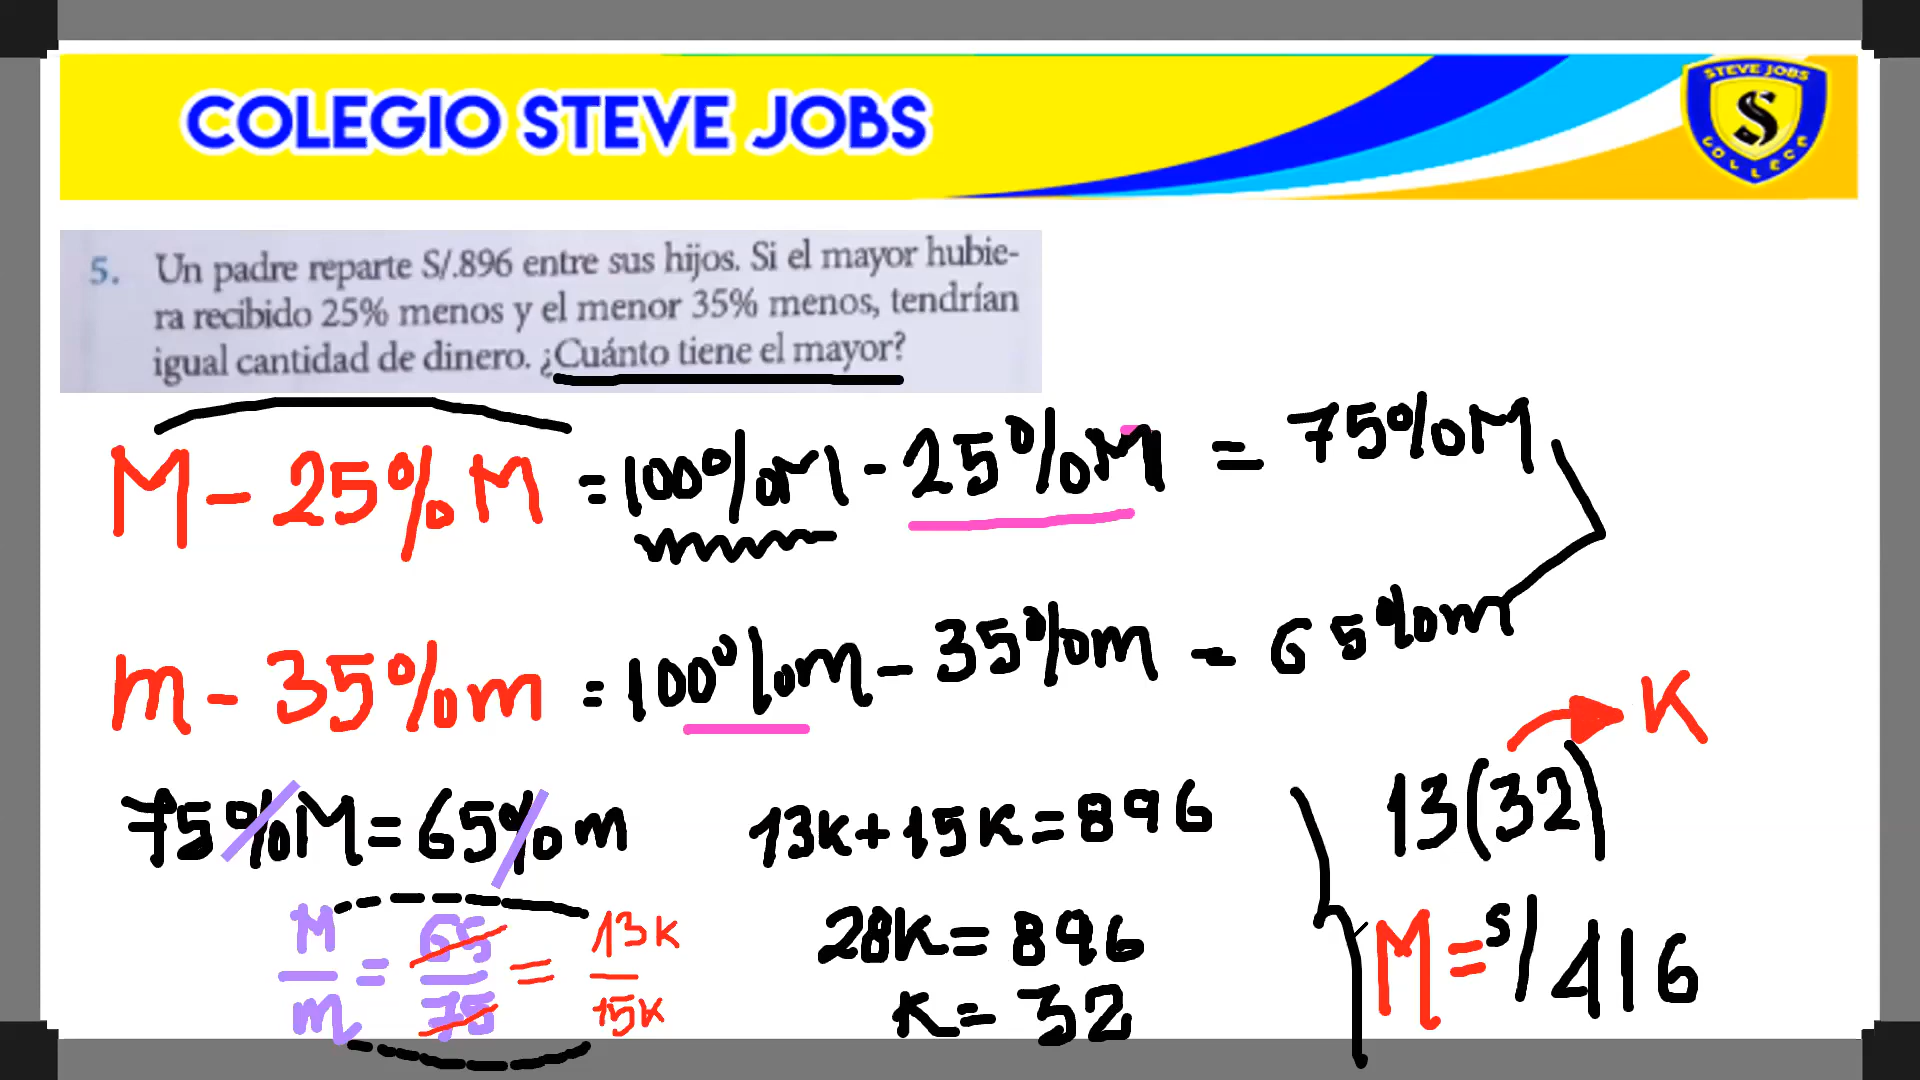 COLEGIO STEVE JOBS
STEVE JOBS
S
COLLEGE
5. Un padre reparte S/.896 entre sus hijos. Si el mayor hubie-
ra recibido 25% menos y el menor 35% menos, tendrían
igual cantidad de dinero. ¿Cuánto tiene el mayor?
M - 25% M = 100% M - 25% M = 75% M
m - 35% m = 100% m - 35% m = 65% m
K
75% M = 65% m
13K + 15K = 896
13(32)
M/m = 65/75 = 13K/15K
28K = 896
K = 32
M = S/ 416